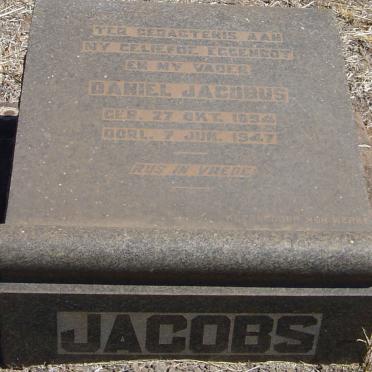 TER GEDAGTENIS AAN
MY GELIEFDE EGGENOOT
EN MY VADER
DANIEL JACOBUS
GEB. 27 OKT. 1894
OORL. 7 JUN. 1947
RUS IN VREDE
JACOBS